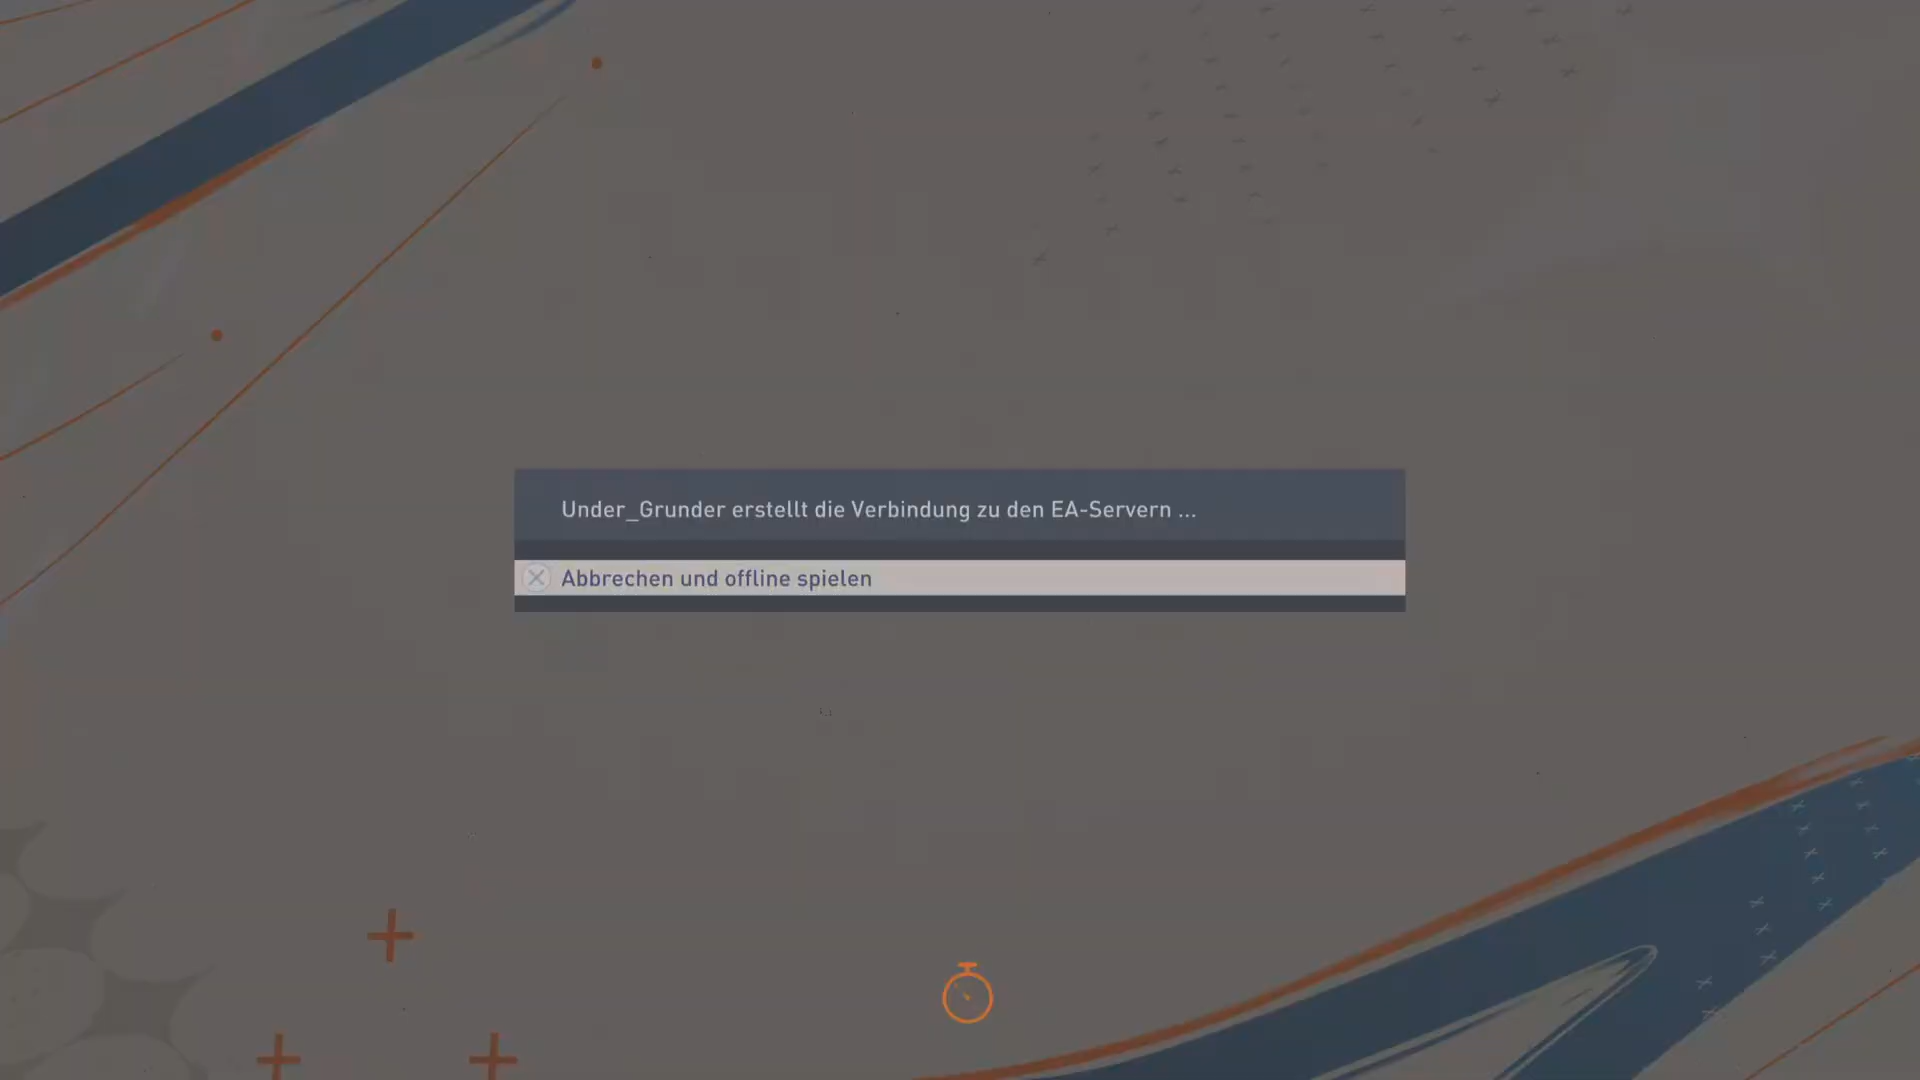 Under_Grunder erstellt die Verbindung zu den EA-Servern ...
Abbrechen und offline spielen